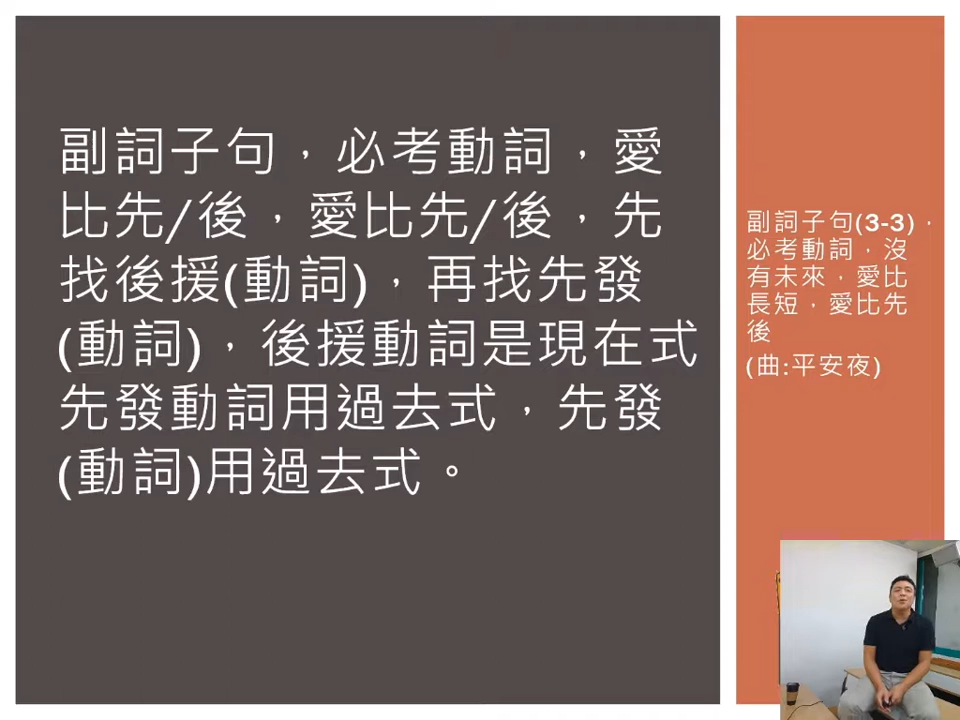 副詞子句，必考動詞，愛
比先/後，愛比先/後，先
找後援(動詞)，再找先發
(動詞)，後援動詞是現在式
先發動詞用過去式，先發
(動詞)用過去式。
副詞子句(3-3)，
必考動詞，沒
有未來，愛比
長短，愛比先
後
(曲:平安夜)